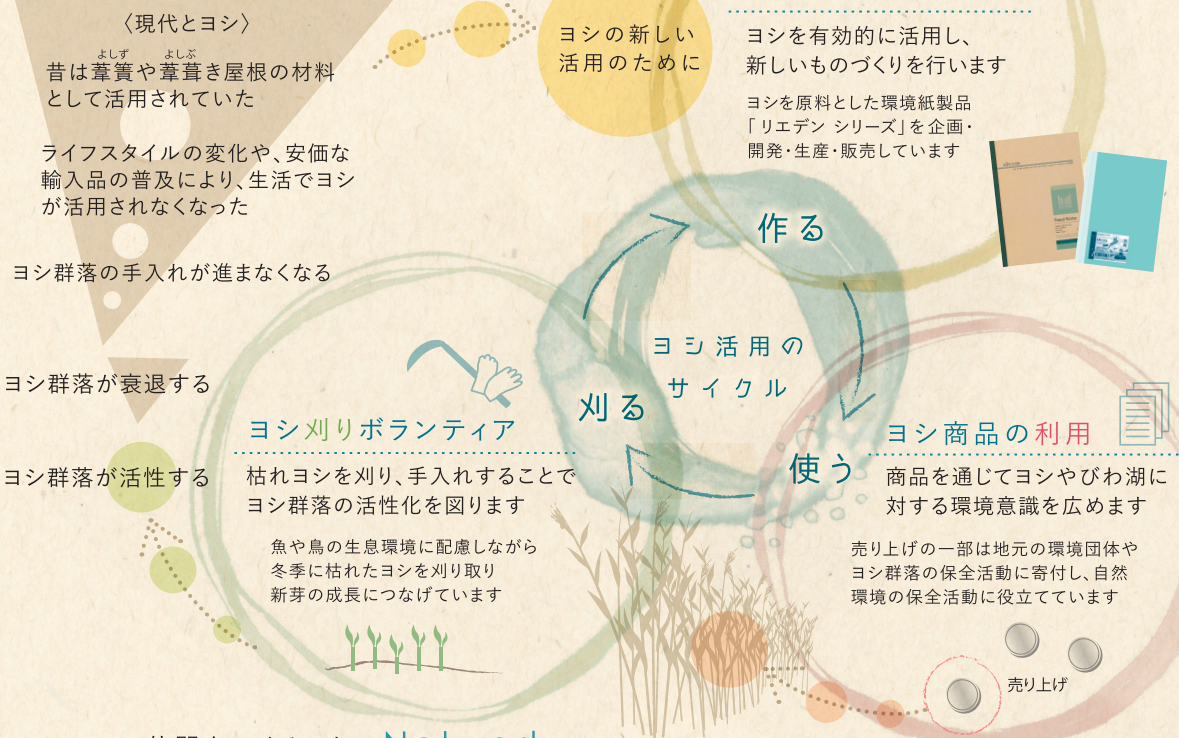 〈現代とヨシ〉
よしず よしぶ
昔は葦簀や葦葺き屋根の材料
として活用されていた
ライフスタイルの変化や、安価な
輸入品の普及により、生活でヨシ
が活用されなくなった
ヨシ群落の手入れが進まなくなる
ヨシ群落が衰退する
ヨシ群落が活性する
ヨシの新しい
活用のために
ヨシを有効的に活用し、
新しいものづくりを行います
ヨシを原料とした環境紙製品
「リエデン シリーズ」を企画・
開発・生産・販売しています
作る
ヨシ活用の
サイクル
刈る
使う
ヨシ刈りボランティア
枯れヨシを刈り、手入れすることで
ヨシ群落の活性化を図ります
魚や鳥の生息環境に配慮しながら
冬季に枯れたヨシを刈り取り
新芽の成長につなげています
ヨシ商品の利用
商品を通じてヨシやびわ湖に
対する環境意識を広めます
売り上げの一部は地元の環境団体や
ヨシ群落の保全活動に寄付し、自然
環境の保全活動に役立てています
売り上げ